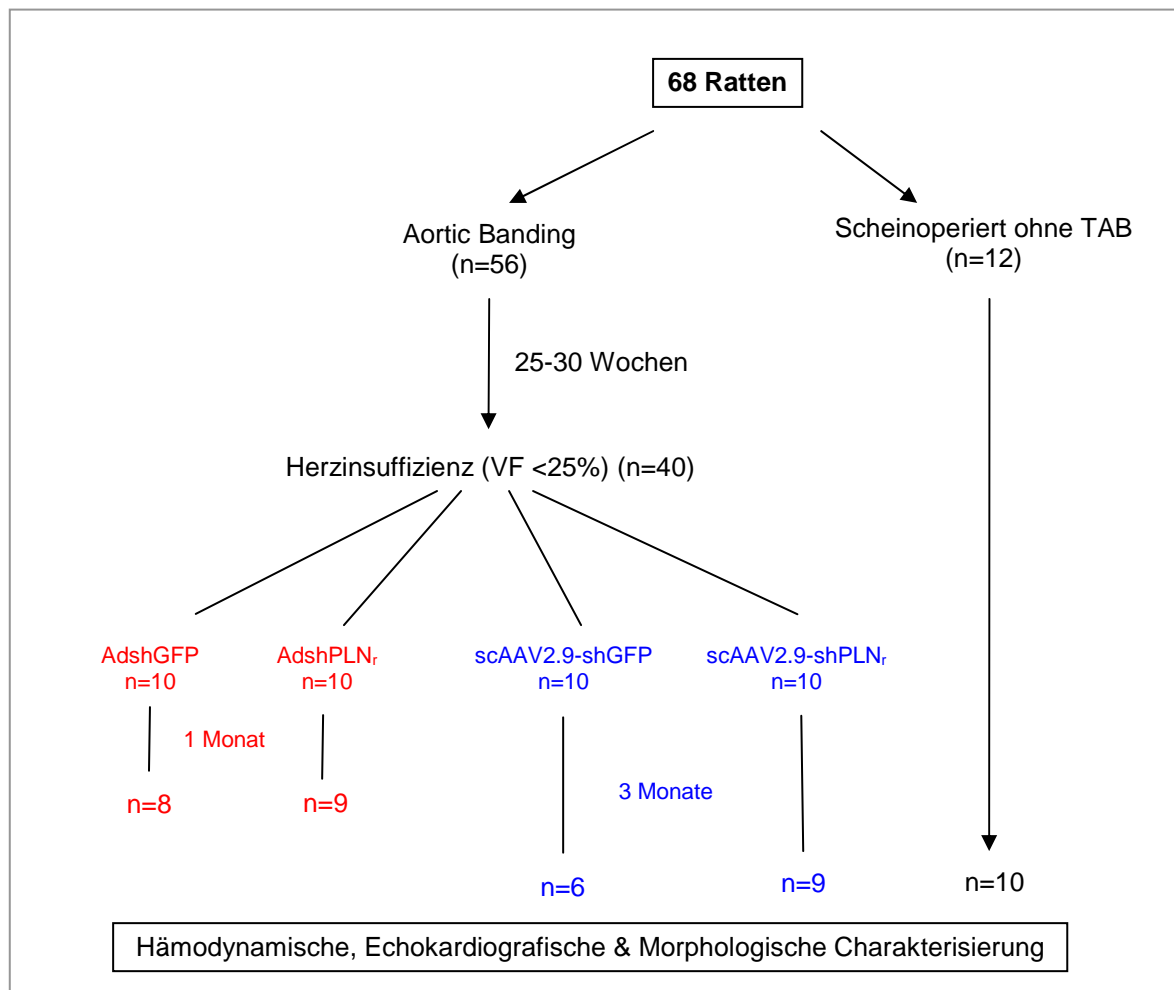 68 Ratten
Aortic Banding
(n=56)
Scheinoperiert ohne TAB
(n=12)
25-30 Wochen
Herzinsuffizienz (VF <25%) (n=40)
AdshGFP
n=10
AdshPLNr
n=10
scAAV2.9-shGFP
n=10
scAAV2.9-shPLNr
n=10
1 Monat
3 Monate
n=8
n=9
n=6
n=9
n=10
Hämodynamische, Echokardiografische & Morphologische Charakterisierung